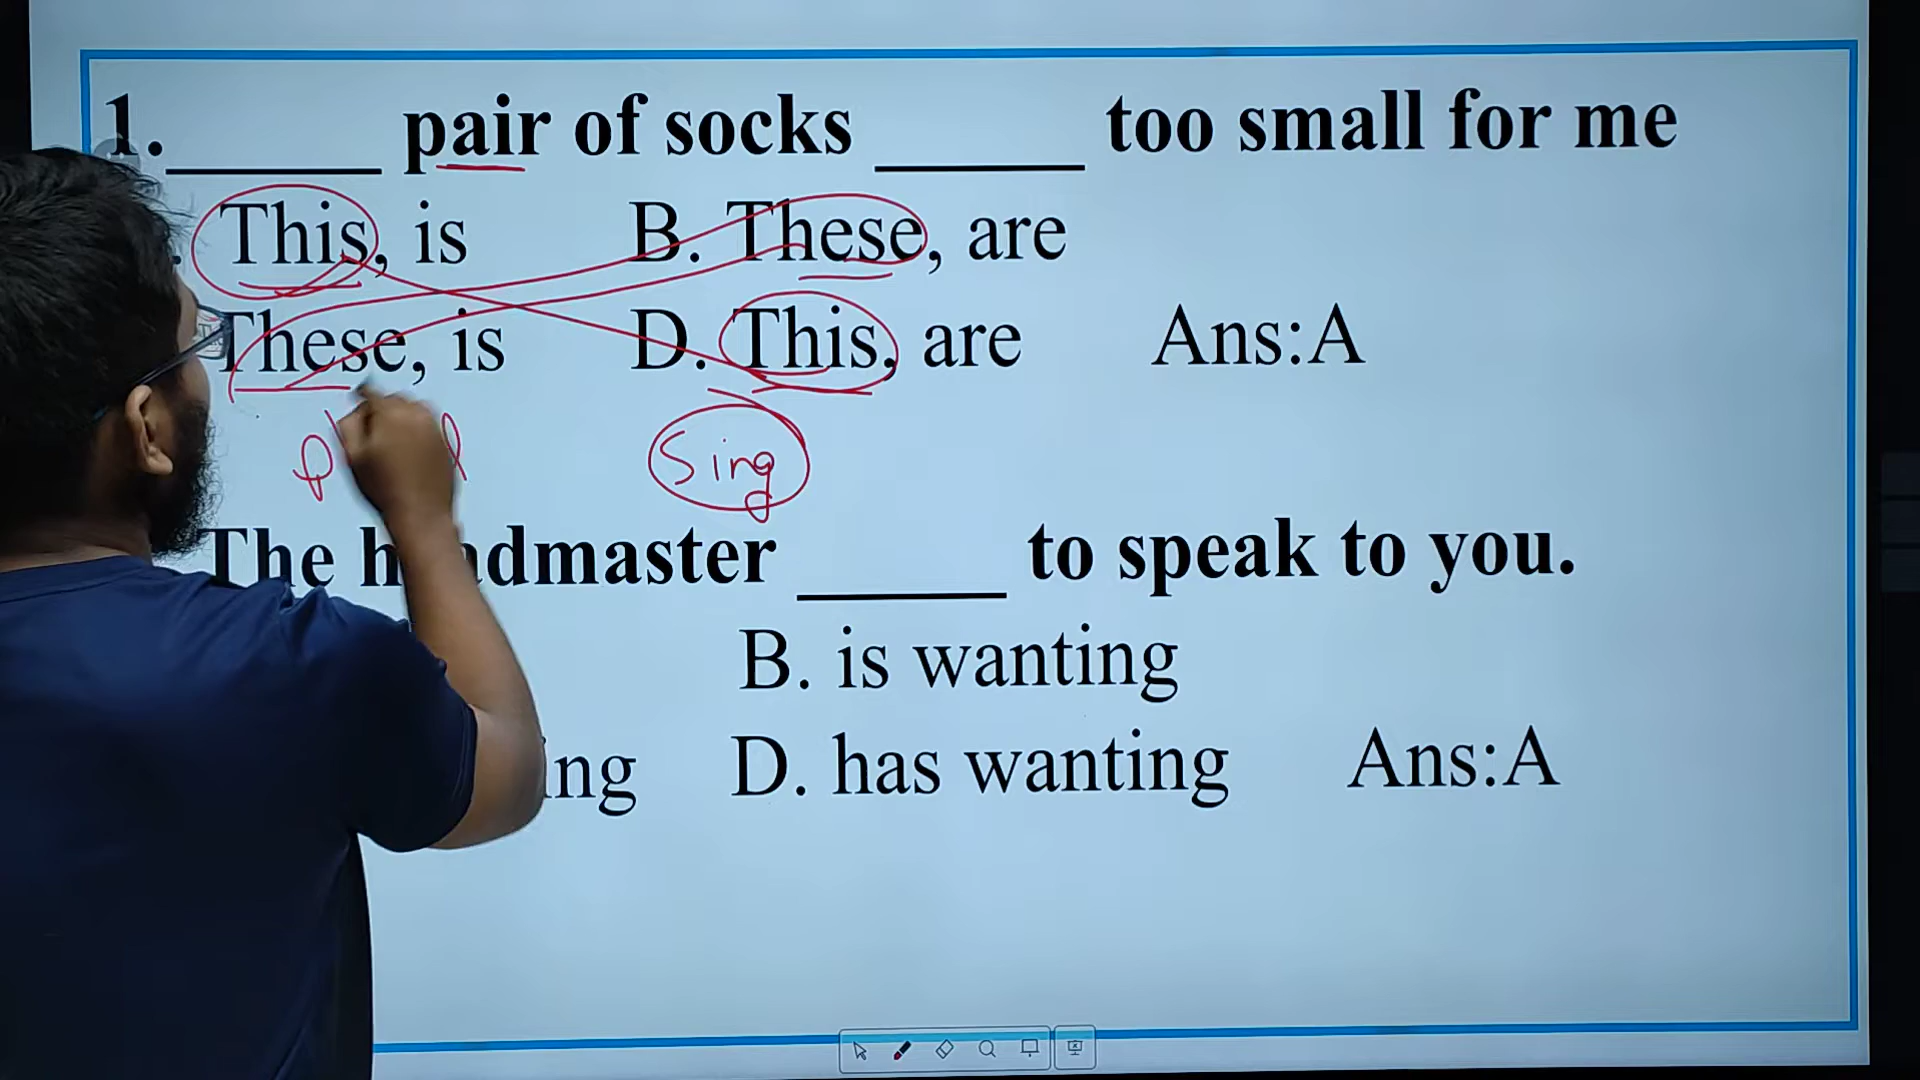 1. _____ pair of socks _____ too small for me
This, is B. These, are
These, is D. This, are Ans:A
Sing
The headmaster _____ to speak to you.
B. is wanting
ing D. has wanting Ans:A